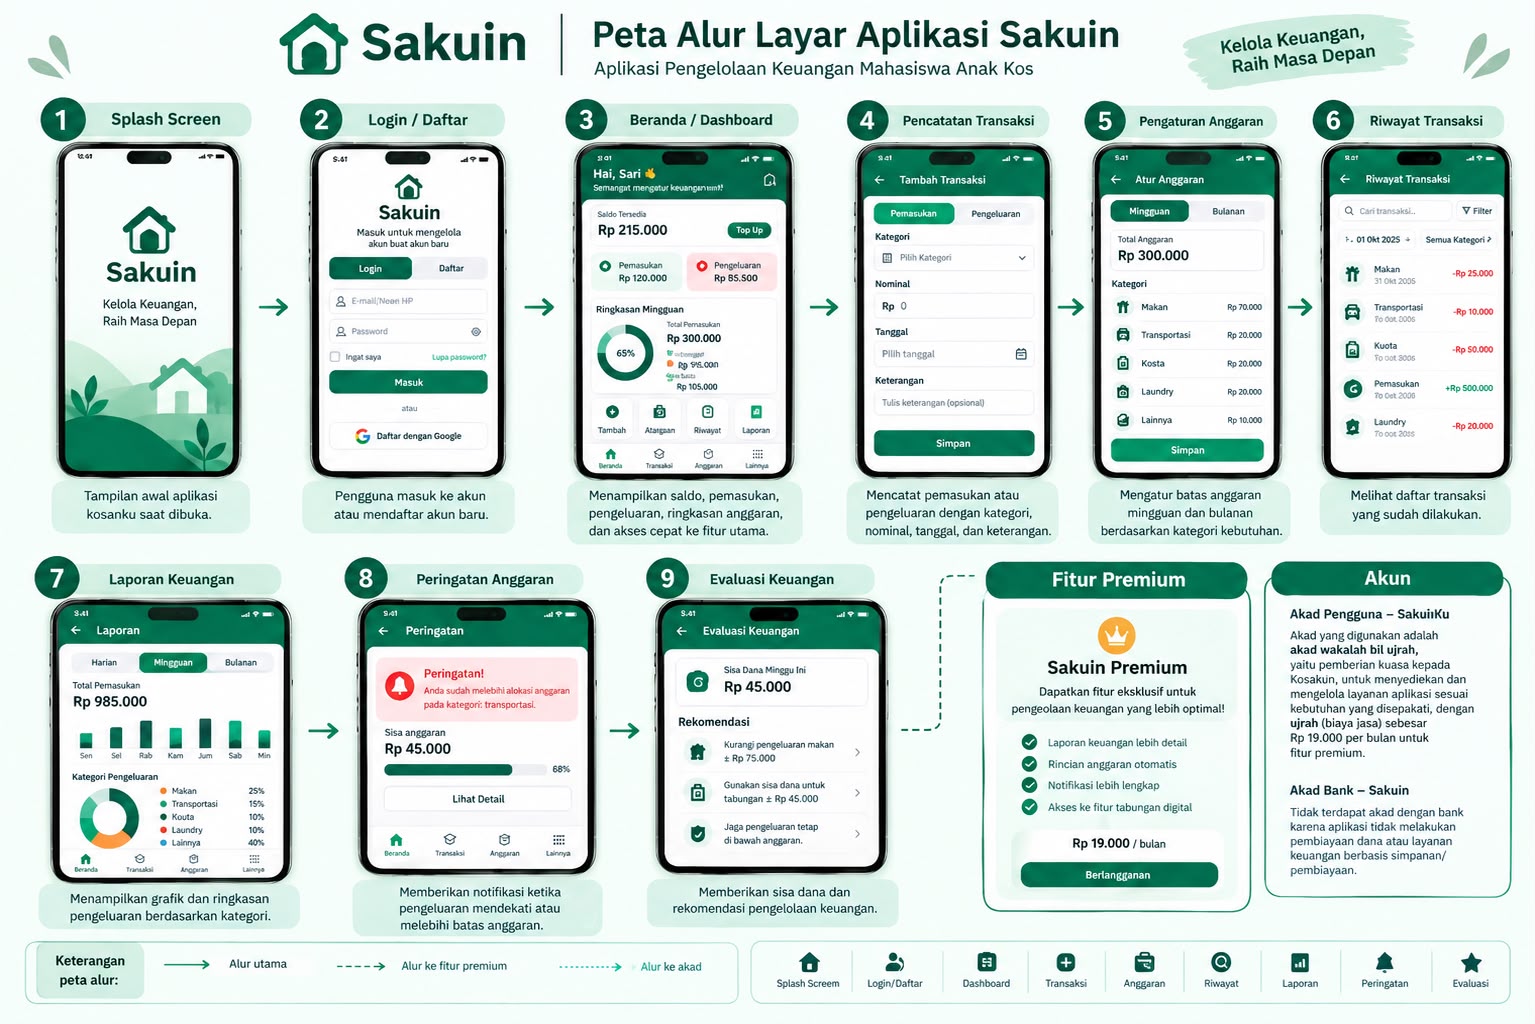 Sakuin
Peta Alur Layar Aplikasi Sakuin
Aplikasi Pengelolaan Keuangan Mahasiswa Anak Kos
Kelola Keuangan,
Raih Masa Depan
1 Splash Screen
Sakuin
Kelola Keuangan,
Raih Masa Depan
Tampilan awal aplikasi
kosanku saat dibuka.
2 Login / Daftar
Sakuin
Masuk untuk mengelola
akun buat akun baru
Login Daftar
E-mail/
Password
Ingat saya Lupa password?
Masuk
atau
Daftar dengan Google
Pengguna masuk ke akun
atau mendaftar akun baru.
3 Beranda / Dashboard
Hai, Sari
Semangat mengatur
Saldo Tersedia
Rp 215.000 Top Up
Pemasukan
Rp 120.000
Pengeluaran
Rp 85.500
Ringkasan Mingguan
65%
Total Pemasukan
Rp 300.000
Rp 105.000
Tambah Riwayat Laporan
Beranda Transaksi Anggaran Lainnya
Menampilkan saldo, pemasukan,
pengeluaran, ringkasan anggaran,
dan akses cepat ke fitur utama.
4 Pencatatan Transaksi
Tambah Transaksi
Pemasukan Pengeluaran
Kategori
Pilih Kategori
Nominal
Rp 0
Tanggal
Pilih tanggal
Keterangan
Tulis keterangan (opsional)
Simpan
Mencatat pemasukan atau
pengeluaran dengan kategori,
nominal, tanggal, dan keterangan.
5 Pengaturan Anggaran
Atur Anggaran
Mingguan Bulanan
Total Anggaran
Rp 300.000
Kategori
Makan Rp 70.000
Transportasi Rp 20.000
Kosta Rp 20.000
Laundry Rp 20.000
Lainnya Rp 10.000
Simpan
Mengatur batas anggaran
mingguan dan bulanan
berdasarkan kategori kebutuhan.
6 Riwayat Transaksi
Riwayat Transaksi
Cari transaksi.. Filter
01 Okt 2025 Semua Kategori
Makan -Rp 25.000
31 Okt 2025
Transportasi -Rp 10.000
Kuota -Rp 50.000
Pemasukan +Rp 500.000
Laundry -Rp 20.000
Melihat daftar transaksi
yang sudah dilakukan.
7 Laporan Keuangan
Laporan
Harian Mingguan Bulanan
Total Pemasukan
Rp 985.000
Sen Sel Rab Kam Jum Sab Min
Kategori Pengeluaran
Makan 25%
Transportasi 15%
Kouta 10%
Laundry 10%
Lainnya 40%
Beranda Transaksi Anggaran
Menampilkan grafik dan ringkasan
pengeluaran berdasarkan kategori.
8 Peringatan Anggaran
Peringatan
Peringatan!
Anda sudah melebihi alokasi anggaran
pada kategori: transportasi.
Sisa anggaran
Rp 45.000
68%
Lihat Detail
Beranda Transaksi Anggaran Lainnya
Memberikan notifikasi ketika
pengeluaran mendekati atau
melebihi batas anggaran.
9 Evaluasi Keuangan
Evaluasi Keuangan
Sisa Dana Minggu Ini
Rp 45.000
Rekomendasi
Kurangi pengeluaran makan
± Rp 75.000
Gunakan sisa dana untuk
tabungan ± Rp 45.000
Jaga pengeluaran tetap
di bawah anggaran.
Memberikan sisa dana dan
rekomendasi pengelolaan keuangan.
Fitur Premium
Sakuin Premium
Dapatkan fitur eksklusif untuk
pengeolaan keuangan yang lebih optimal!
Laporan keuangan lebih detail
Rincian anggaran otomatis
Notifikasi lebih lengkap
Akses ke fitur tabungan digital
Rp 19.000 / bulan
Berlangganan
Akun
Akad Pengguna – SakuiıKu
Akad yang digunakan adalah
akad wakalah bil ujrah,
yaitu pemberian kuasa kepada
Kosakun, untuk menyediekan dan
mengelola layanan aplikasi sesuai
kebutuhan yang disepakati, dengan
ujrah (biaya jasa) sebesar
Rp 19.000 per bulan untuk
fitur premium.
Akad Bank – Sakuin
Tidak terdapat akad dengan bank
karena aplikasi tidak melakukan
pembiayaan dana atau layanan
keuangan berbasis simpanan/
pembiayaan.
Keterangan
peta alur:
Alur utama
Alur ke fitur premium
Alur ke akad
Splash Screem
Login/Daftar
Dashboard
Transaksi
Anggaran
Riwayat
Laporan
Peringatan
Evaluasi